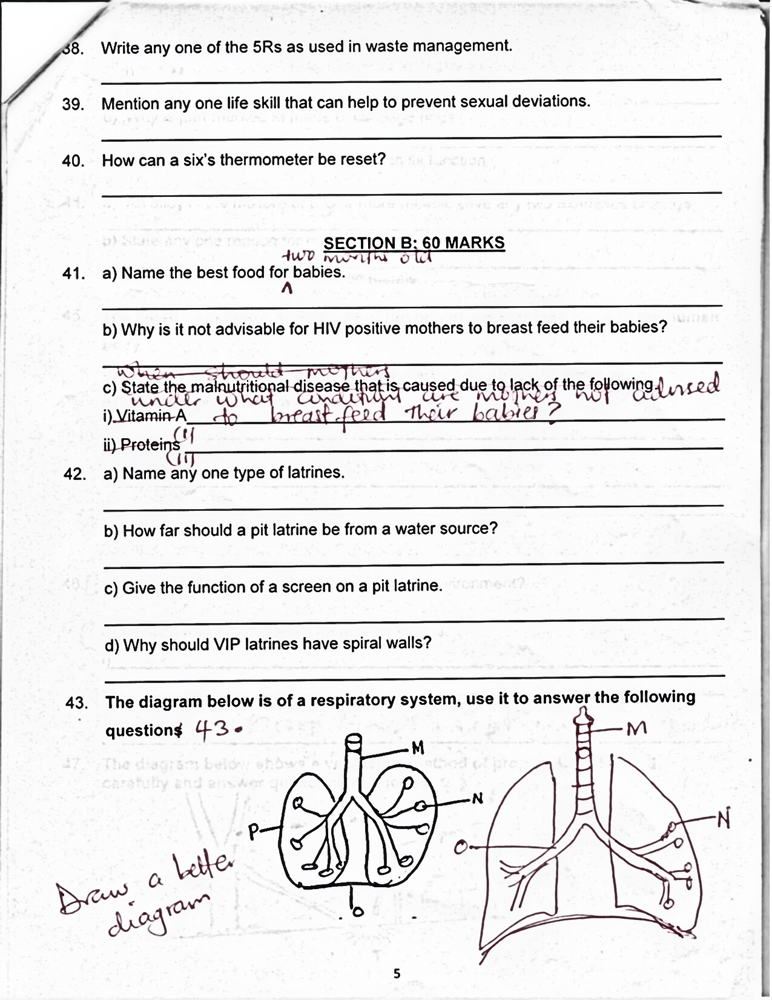 38. Write any one of the 5Rs as used in waste management.
39. Mention any one life skill that can help to prevent sexual deviations.
40. How can a six's thermometer be reset?
SECTION B: 60 MARKS
two months old
41. a) Name the best food for babies.
^
b) Why is it not advisable for HIV positive mothers to breast feed their babies?
When should mothers
c) State the malnutritional disease that is caused due to lack of the following.
under what condition are mothers not advised
i) Vitamin A to breast feed their babies?
ii) Proteins (i)
(ii)
42. a) Name any one type of latrines.
b) How far should a pit latrine be from a water source?
c) Give the function of a screen on a pit latrine.
d) Why should VIP latrines have spiral walls?
43. The diagram below is of a respiratory system, use it to answer the following
questions 43.
M
M
N
N
P
O
Draw a better
diagram
O
5